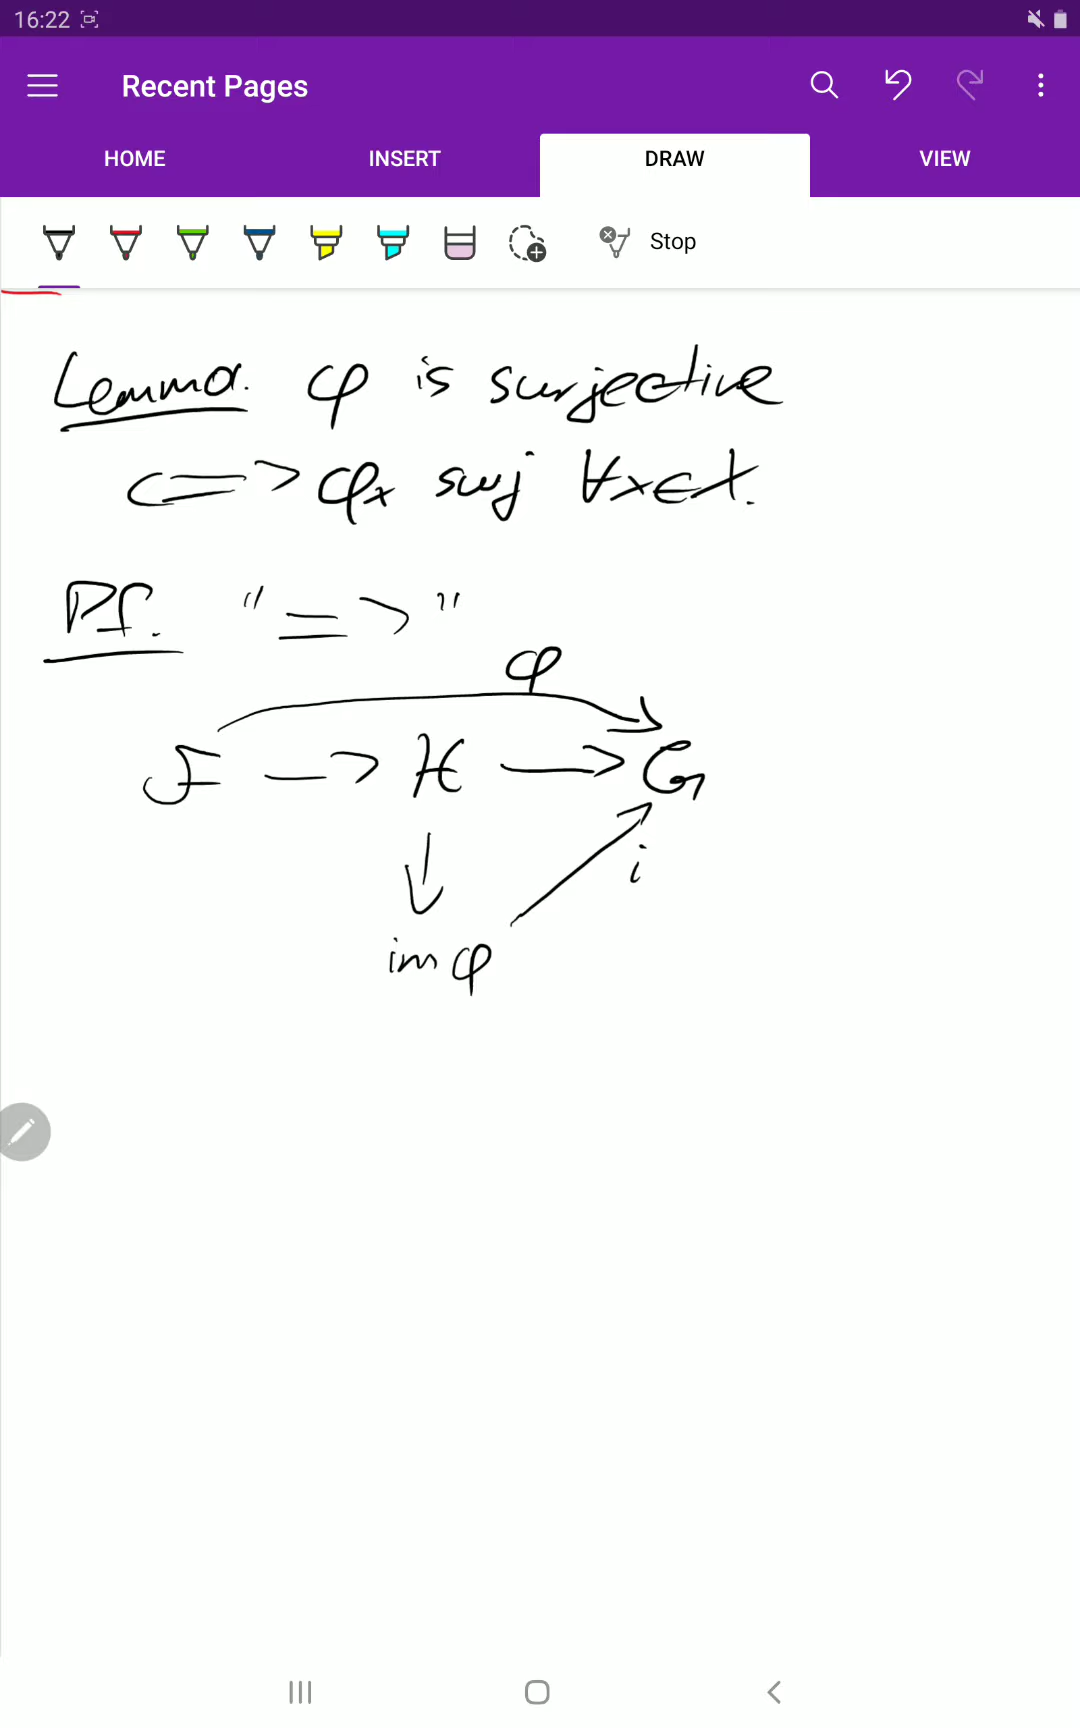 16:22
Recent Pages
HOME INSERT DRAW VIEW
Stop
Lemma. φ is surjective
<=> φx surj ∀x∈X.
Pf. "=>"
φ
F -> H -> G
i
im φ